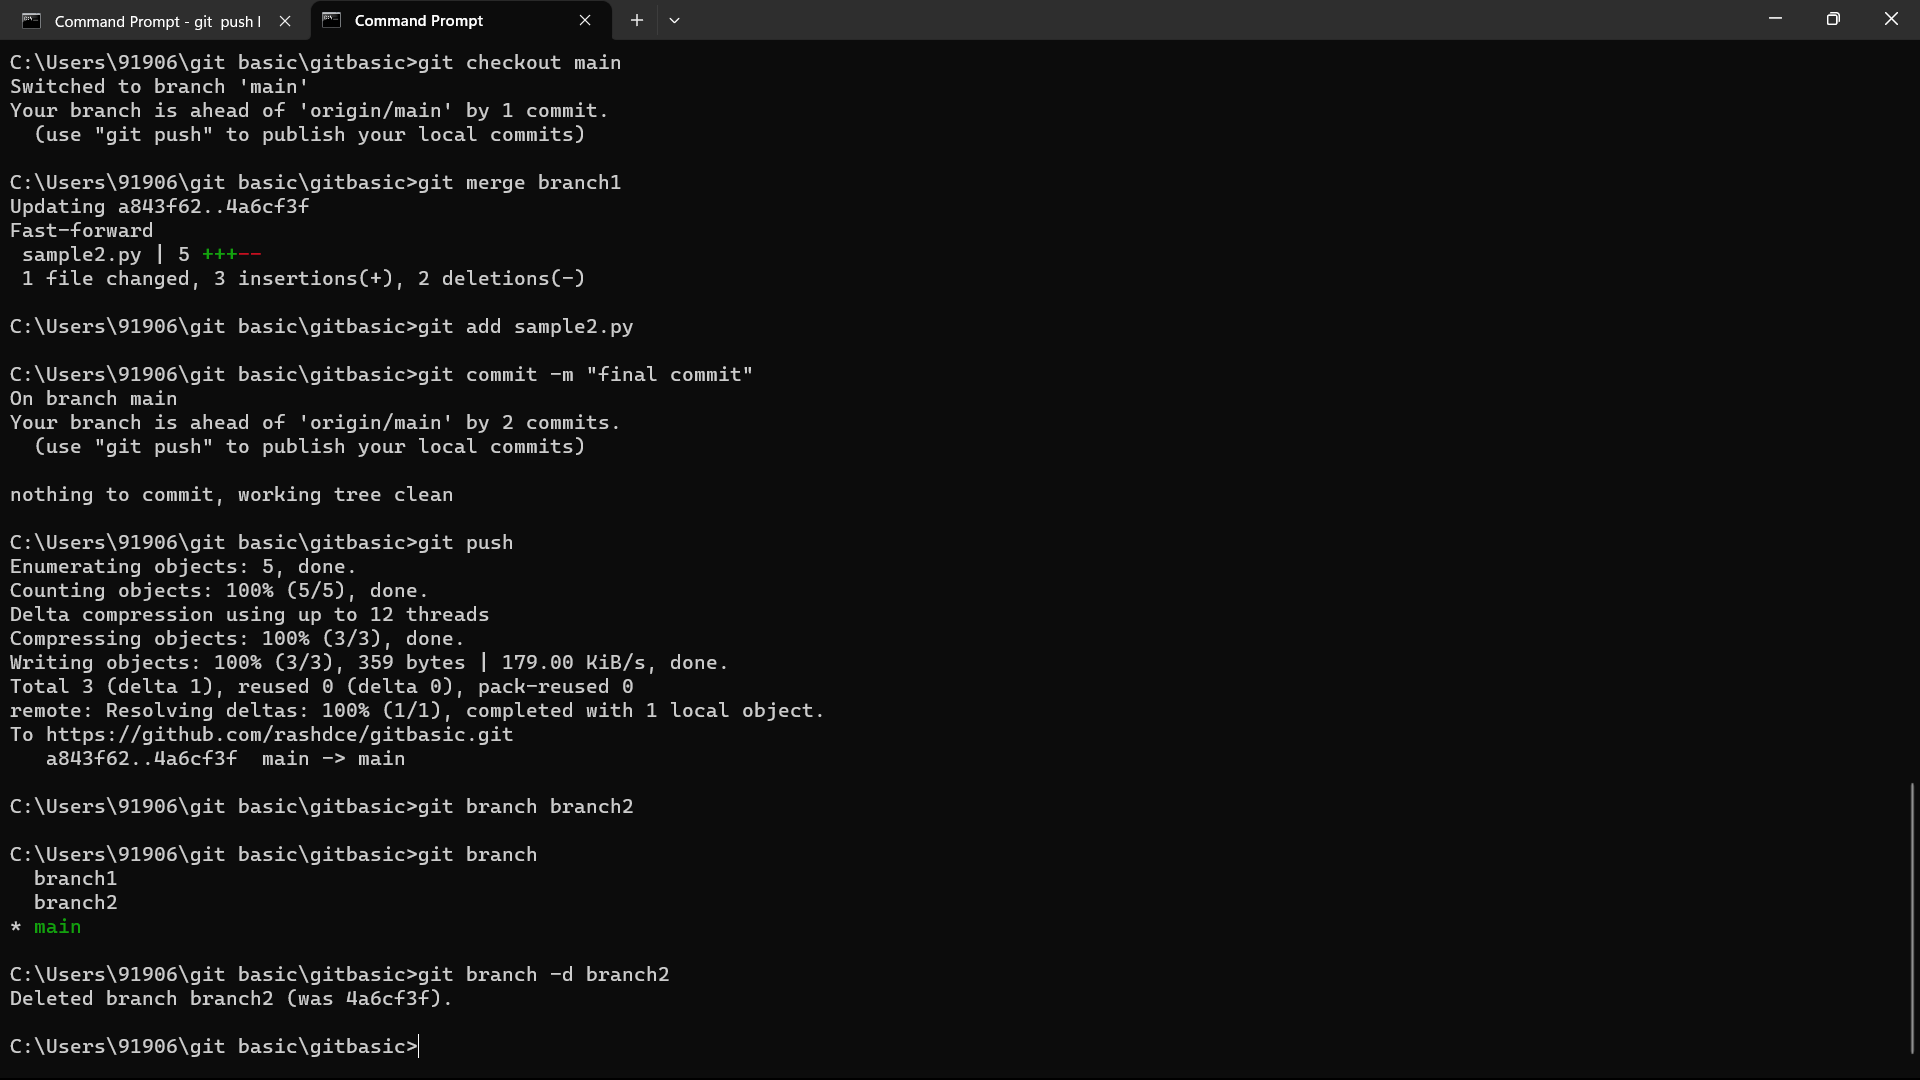 Command Prompt - git  push l
Command Prompt
C:\Users\91906\git basic\gitbasic>git checkout main
Switched to branch 'main'
Your branch is ahead of 'origin/main' by 1 commit.
  (use "git push" to publish your local commits)
C:\Users\91906\git basic\gitbasic>git merge branch1
Updating a843f62..4a6cf3f
Fast-forward
 sample2.py | 5 +++--
 1 file changed, 3 insertions(+), 2 deletions(-)
C:\Users\91906\git basic\gitbasic>git add sample2.py
C:\Users\91906\git basic\gitbasic>git commit -m "final commit"
On branch main
Your branch is ahead of 'origin/main' by 2 commits.
  (use "git push" to publish your local commits)
nothing to commit, working tree clean
C:\Users\91906\git basic\gitbasic>git push
Enumerating objects: 5, done.
Counting objects: 100% (5/5), done.
Delta compression using up to 12 threads
Compressing objects: 100% (3/3), done.
Writing objects: 100% (3/3), 359 bytes | 179.00 KiB/s, done.
Total 3 (delta 1), reused 0 (delta 0), pack-reused 0
remote: Resolving deltas: 100% (1/1), completed with 1 local object.
To https://github.com/rashdce/gitbasic.git
   a843f62..4a6cf3f  main -> main
C:\Users\91906\git basic\gitbasic>git branch branch2
C:\Users\91906\git basic\gitbasic>git branch
  branch1
  branch2
* main
C:\Users\91906\git basic\gitbasic>git branch -d branch2
Deleted branch branch2 (was 4a6cf3f).
C:\Users\91906\git basic\gitbasic>